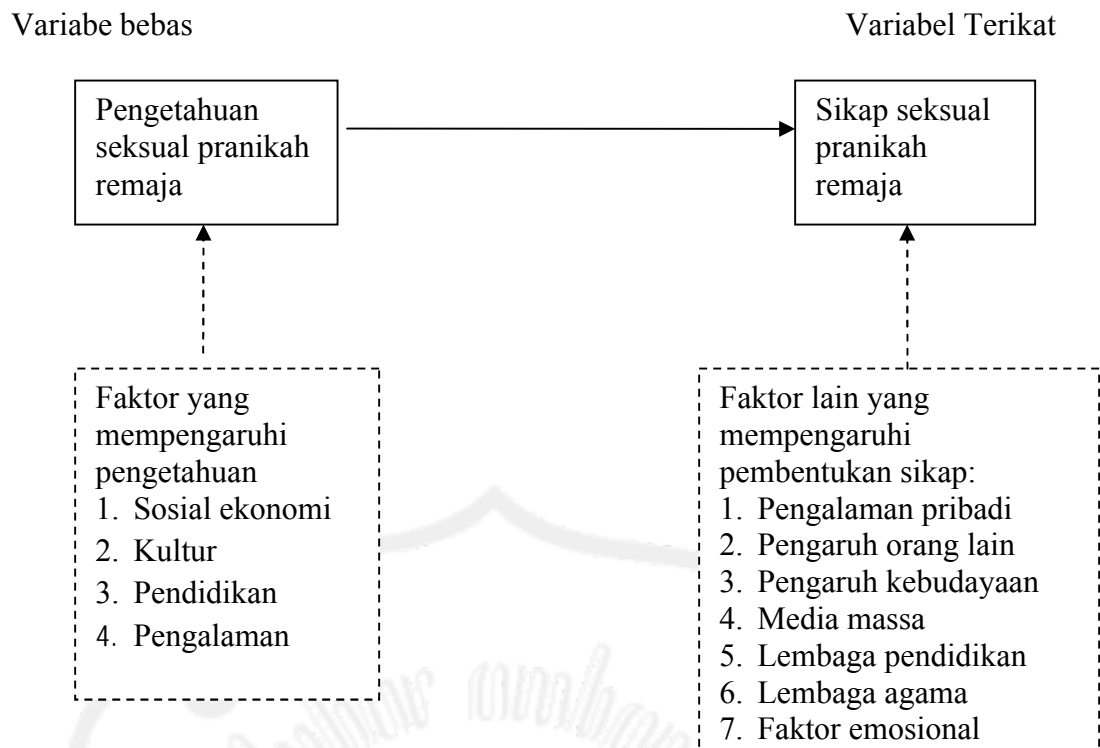 Variabe bebas
Variabel Terikat
Pengetahuan
seksual pranikah
remaja
Sikap seksual
pranikah
remaja
Faktor yang
mempengaruhi
pengetahuan
1. Sosial ekonomi
2. Kultur
3. Pendidikan
4. Pengalaman
Faktor lain yang
mempengaruhi
pembentukan sikap:
1. Pengalaman pribadi
2. Pengaruh orang lain
3. Pengaruh kebudayaan
4. Media massa
5. Lembaga pendidikan
6. Lembaga agama
7. Faktor emosional